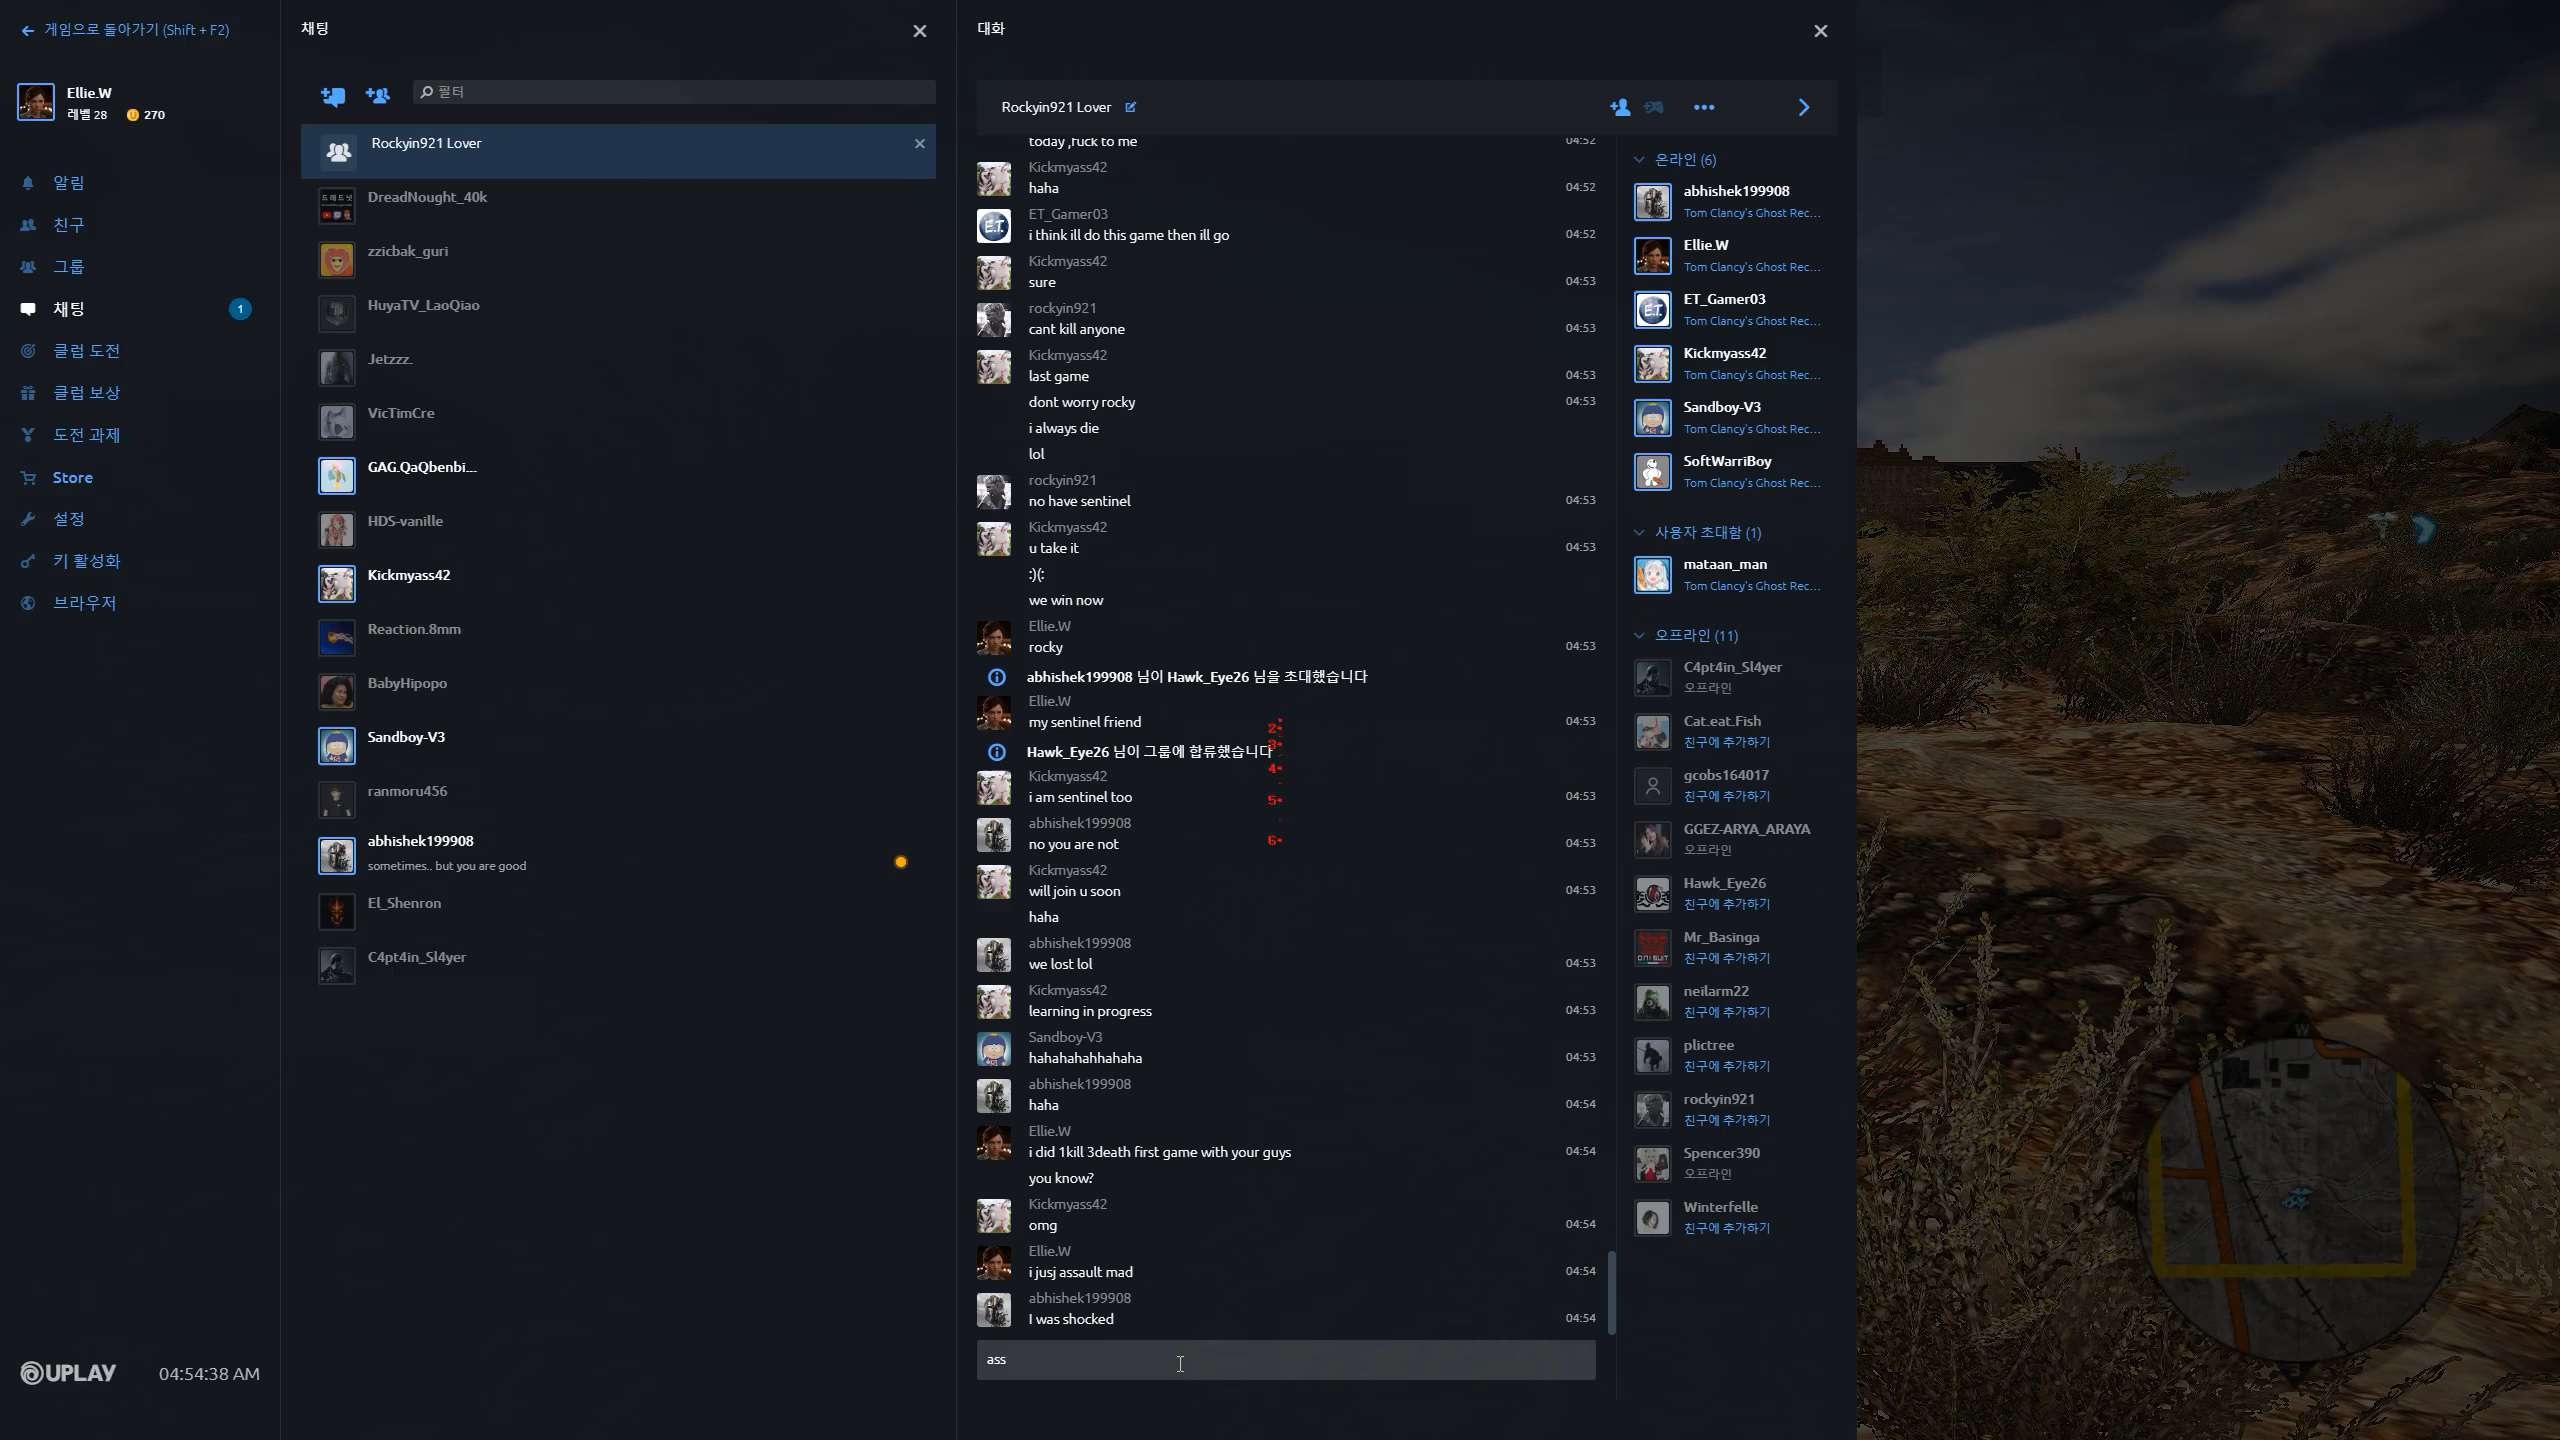 게임으로 돌아가기 (Shift + F2)
Ellie.W
레벨 28 270
알림
친구
그룹
채팅 1
클럽 도전
클럽 보상
도전 과제
Store
설정
키 활성화
브라우저
UPLAY 04:54:38 AM
채팅
필터
Rockyin921 Lover
DreadNought_40k
zzicbak_guri
HuyaTV_LaoQiao
Jetzzz.
VicTimCre
GAG.QaQbenbi...
HDS-vanille
Kickmyass42
Reaction.8mm
BabyHipopo
Sandboy-V3
ranmoru456
abhishek199908
sometimes.. but you are good
El_Shenron
C4pt4in_Sl4yer
대화
Rockyin921 Lover
today ,fuck to me 04:52
Kickmyass42
haha 04:52
ET_Gamer03
i think ill do this game then ill go 04:52
Kickmyass42
sure 04:53
rockyin921
cant kill anyone 04:53
Kickmyass42
last game 04:53
dont worry rocky 04:53
i always die
lol
rockyin921
no have sentinel 04:53
Kickmyass42
u take it 04:53
:)(:
we win now
Ellie.W
rocky 04:53
abhishek199908 님이 Hawk_Eye26 님을 초대했습니다
Ellie.W
my sentinel friend 04:53
Hawk_Eye26 님이 그룹에 합류했습니다
Kickmyass42
i am sentinel too 04:53
abhishek199908
no you are not 04:53
Kickmyass42
will join u soon 04:53
haha
abhishek199908
we lost lol 04:53
Kickmyass42
learning in progress 04:53
Sandboy-V3
hahahahahhahaha 04:53
abhishek199908
haha 04:54
Ellie.W
i did 1kill 3death first game with your guys 04:54
you know?
Kickmyass42
omg 04:54
Ellie.W
i jusj assault mad 04:54
abhishek199908
I was shocked 04:54
ass
2
3
4
5
6
온라인 (6)
abhishek199908
Tom Clancy's Ghost Rec...
Ellie.W
Tom Clancy's Ghost Rec...
ET_Gamer03
Tom Clancy's Ghost Rec...
Kickmyass42
Tom Clancy's Ghost Rec...
Sandboy-V3
Tom Clancy's Ghost Rec...
SoftWarriBoy
Tom Clancy's Ghost Rec...
사용자 초대함 (1)
mataan_man
Tom Clancy's Ghost Rec...
오프라인 (11)
C4pt4in_Sl4yer
오프라인
Cat.eat.Fish
친구에 추가하기
gcobs164017
친구에 추가하기
GGEZ-ARYA_ARAYA
오프라인
Hawk_Eye26
친구에 추가하기
Mr_Basinga
친구에 추가하기
neilarm22
친구에 추가하기
plictree
친구에 추가하기
rockyin921
친구에 추가하기
Spencer390
오프라인
Winterfelle
친구에 추가하기